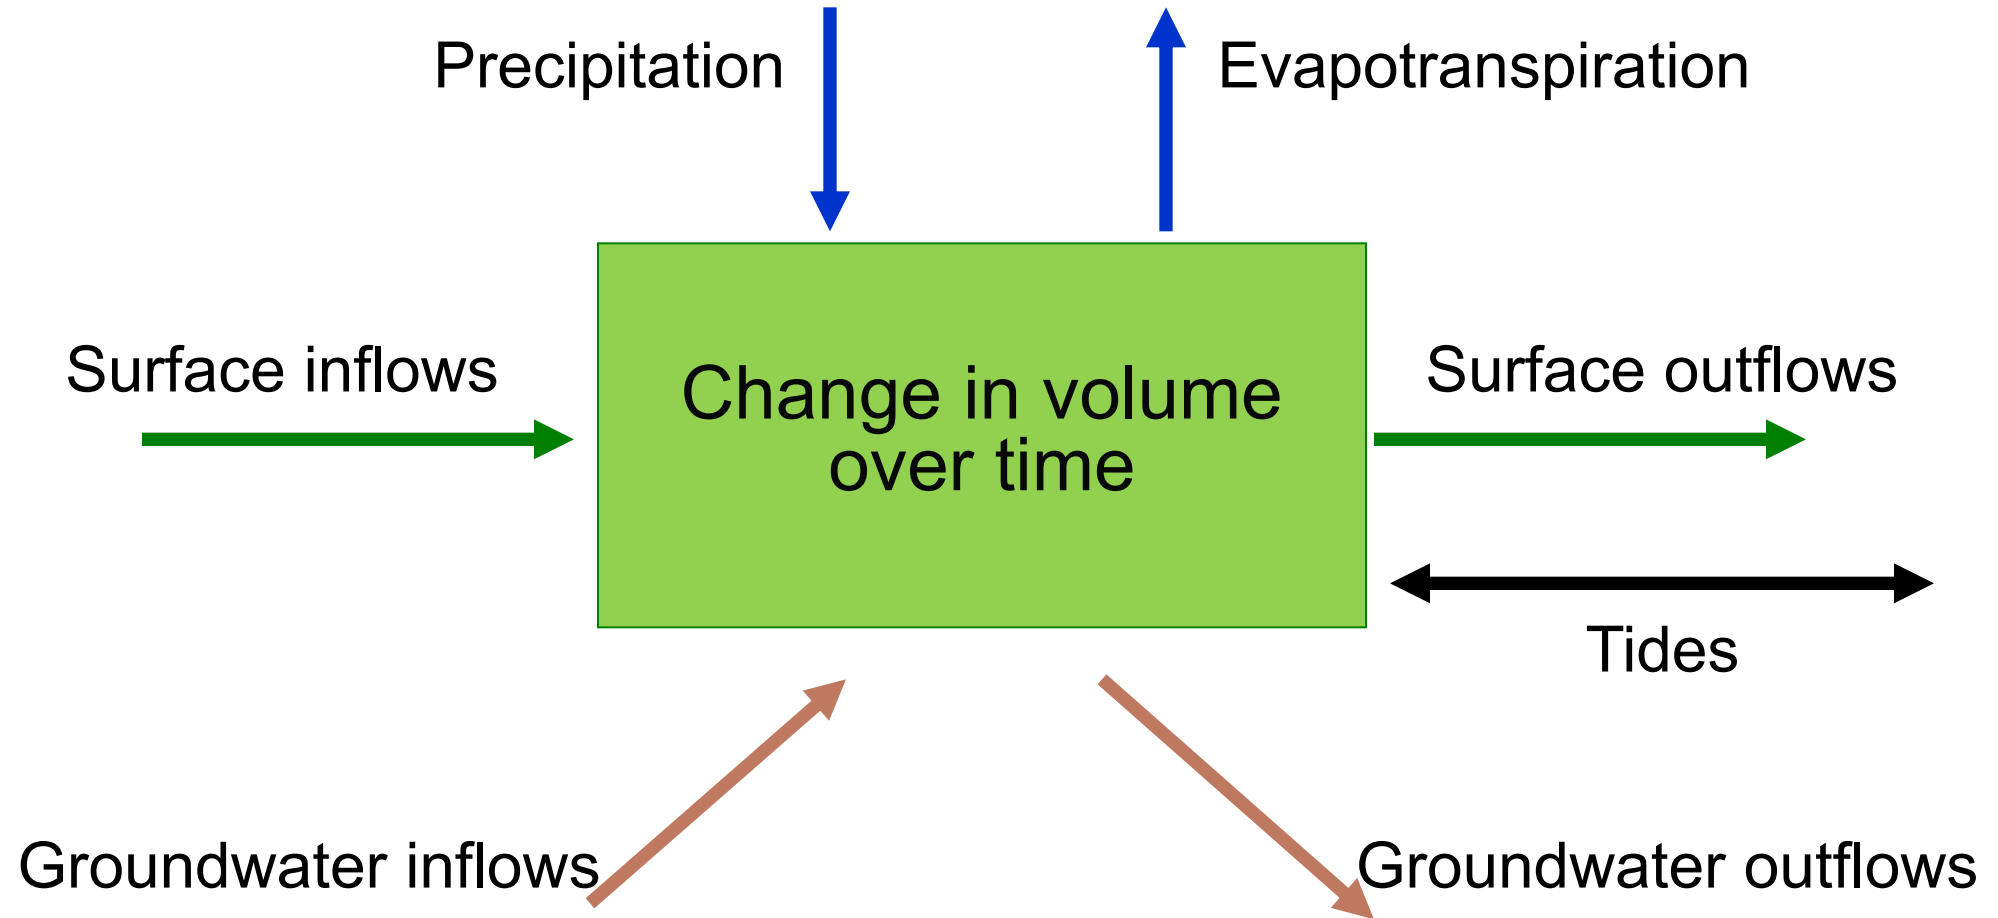 Precipitation
Evapotranspiration
Surface inflows
Change in volume
over time
Surface outflows
Tides
Groundwater inflows
Groundwater outflows